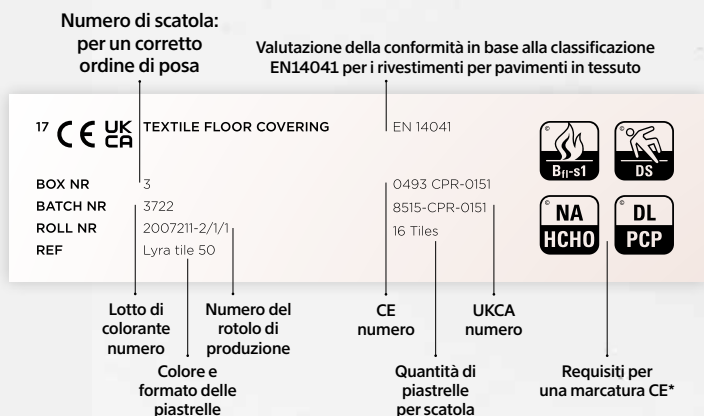 Numero di scatola:
per un corretto
ordine di posa
Valutazione della conformità in base alla classificazione
EN14041 per i rivestimenti per pavimenti in tessuto
17 CE UK CA TEXTILE FLOOR COVERING EN 14041
BOX NR 3 0493 CPR-0151
BATCH NR 3722 8515-CPR-0151
ROLL NR 2007211-2/1/1 16 Tiles
REF Lyra tile 50
© Bfl-s1
© DS
© NA HCHO
© DL PCP
Lotto di
colorante
numero
Numero del
rotolo di
produzione
CE
numero
UKCA
numero
Colore e
formato delle
piastrelle
Quantità di
piastrelle
per scatola
Requisiti per
una marcatura CE*